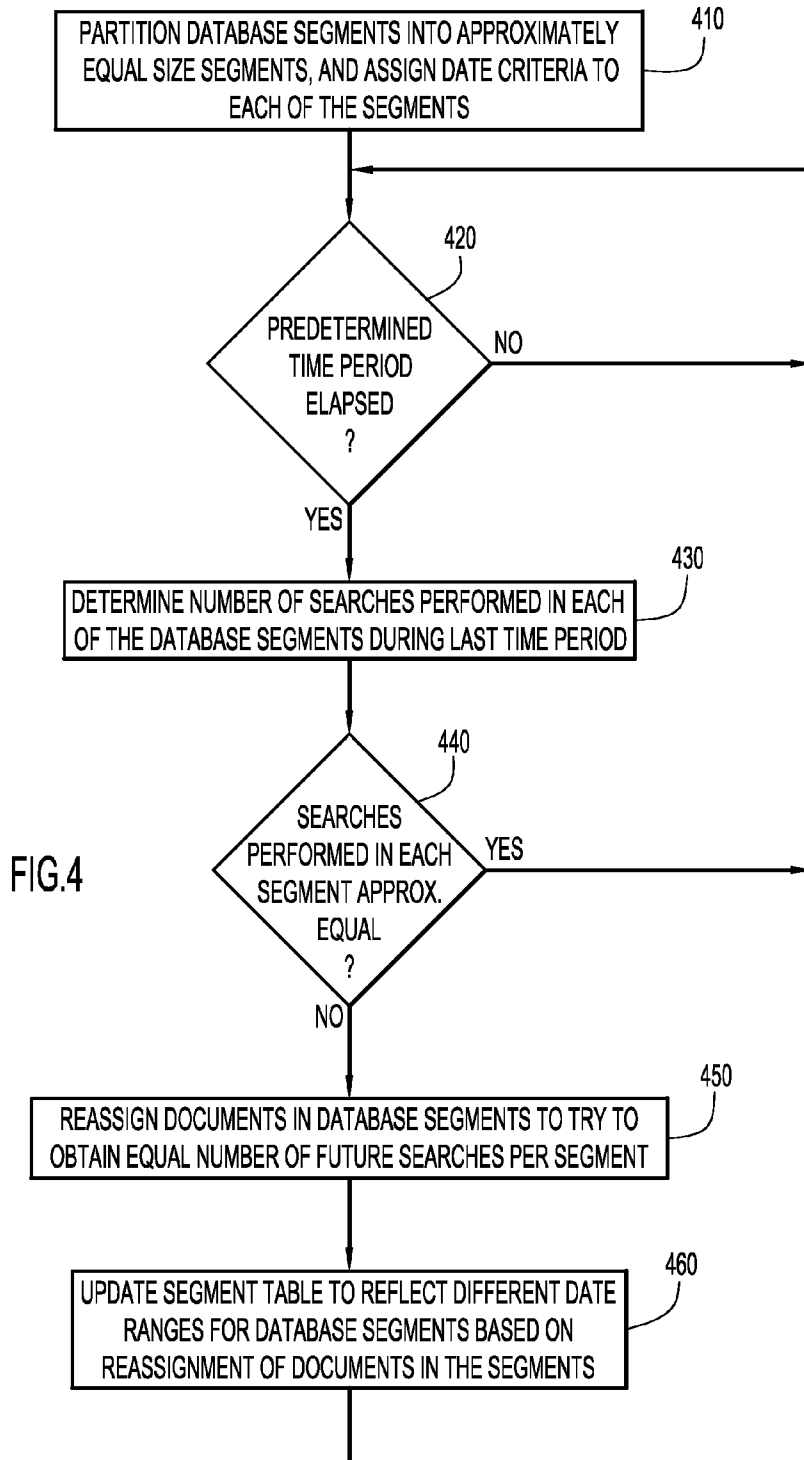 PARTITION DATABASE SEGMENTS INTO APPROXIMATELY
EQUAL SIZE SEGMENTS, AND ASSIGN DATE CRITERIA TO
EACH OF THE SEGMENTS
410
420
PREDETERMINED
TIME PERIOD
ELAPSED
?
NO
YES
430
DETERMINE NUMBER OF SEARCHES PERFORMED IN EACH
OF THE DATABASE SEGMENTS DURING LAST TIME PERIOD
440
SEARCHES
PERFORMED IN EACH
SEGMENT APPROX.
EQUAL
?
YES
FIG.4
NO
450
REASSIGN DOCUMENTS IN DATABASE SEGMENTS TO TRY TO
OBTAIN EQUAL NUMBER OF FUTURE SEARCHES PER SEGMENT
460
UPDATE SEGMENT TABLE TO REFLECT DIFFERENT DATE
RANGES FOR DATABASE SEGMENTS BASED ON
REASSIGNMENT OF DOCUMENTS IN THE SEGMENTS